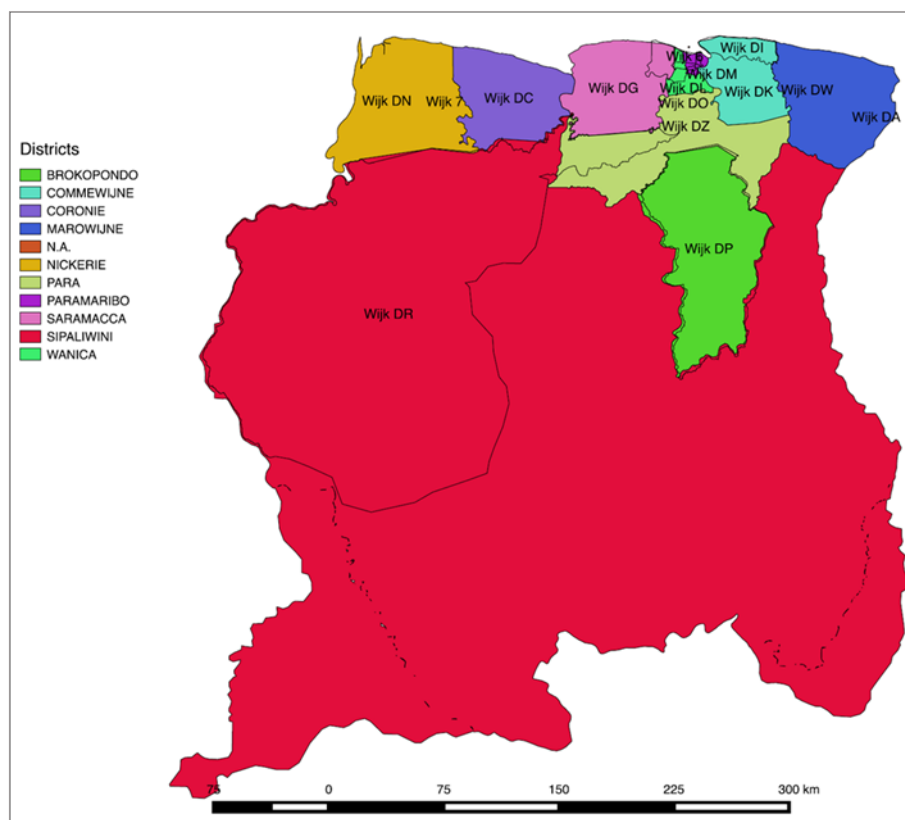 Wijk DI
Wijk B
Wijk DN
Wijk 7
Wijk DC
Wijk DG
Wijk DM
Wijk DL
Wijk DK
Wijk DW
Wijk DO
Wijk DA
Wijk DZ
Districts
BROKOPONDO
COMMEWIJNE
CORONIE
MAROWIJNE
N.A.
NICKERIE
PARA
PARAMARIBO
SARAMACCA
SIPALIWINI
WANICA
Wijk DP
Wijk DR
75 0 75 150 225 300 km